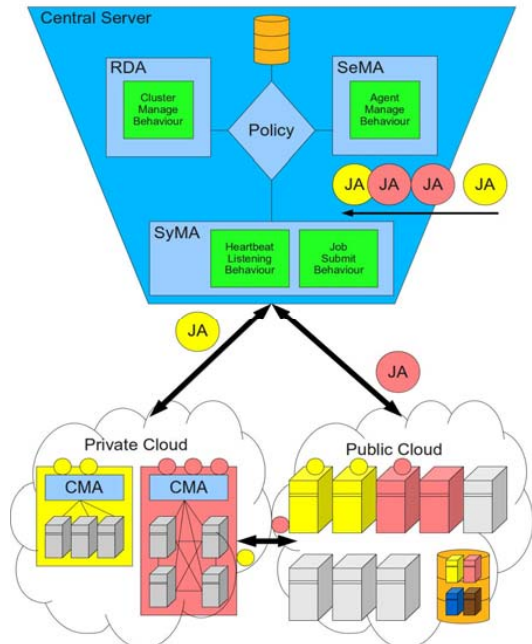 Central Server
RDA
SeMA
Cluster
Manage
Behaviour
Agent
Manage
Behaviour
Policy
JA
JA
JA
JA
SyMA
Heartbeat
Listening
Behaviour
Job
Submit
Behaviour
JA
JA
Private Cloud
Public Cloud
CMA
CMA